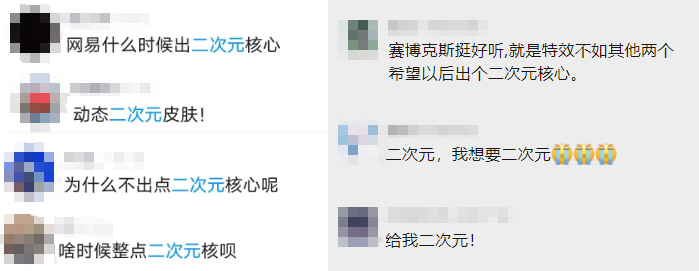 网易什么时候出二次元核心
动态二次元皮肤！
为什么不出点二次元核心呢
啥时候整点二次元核呗
赛博克斯挺好听,就是特效不如其他两个
希望以后出个二次元核心。
二次元，我想要二次元😭😭😭
给我二次元！